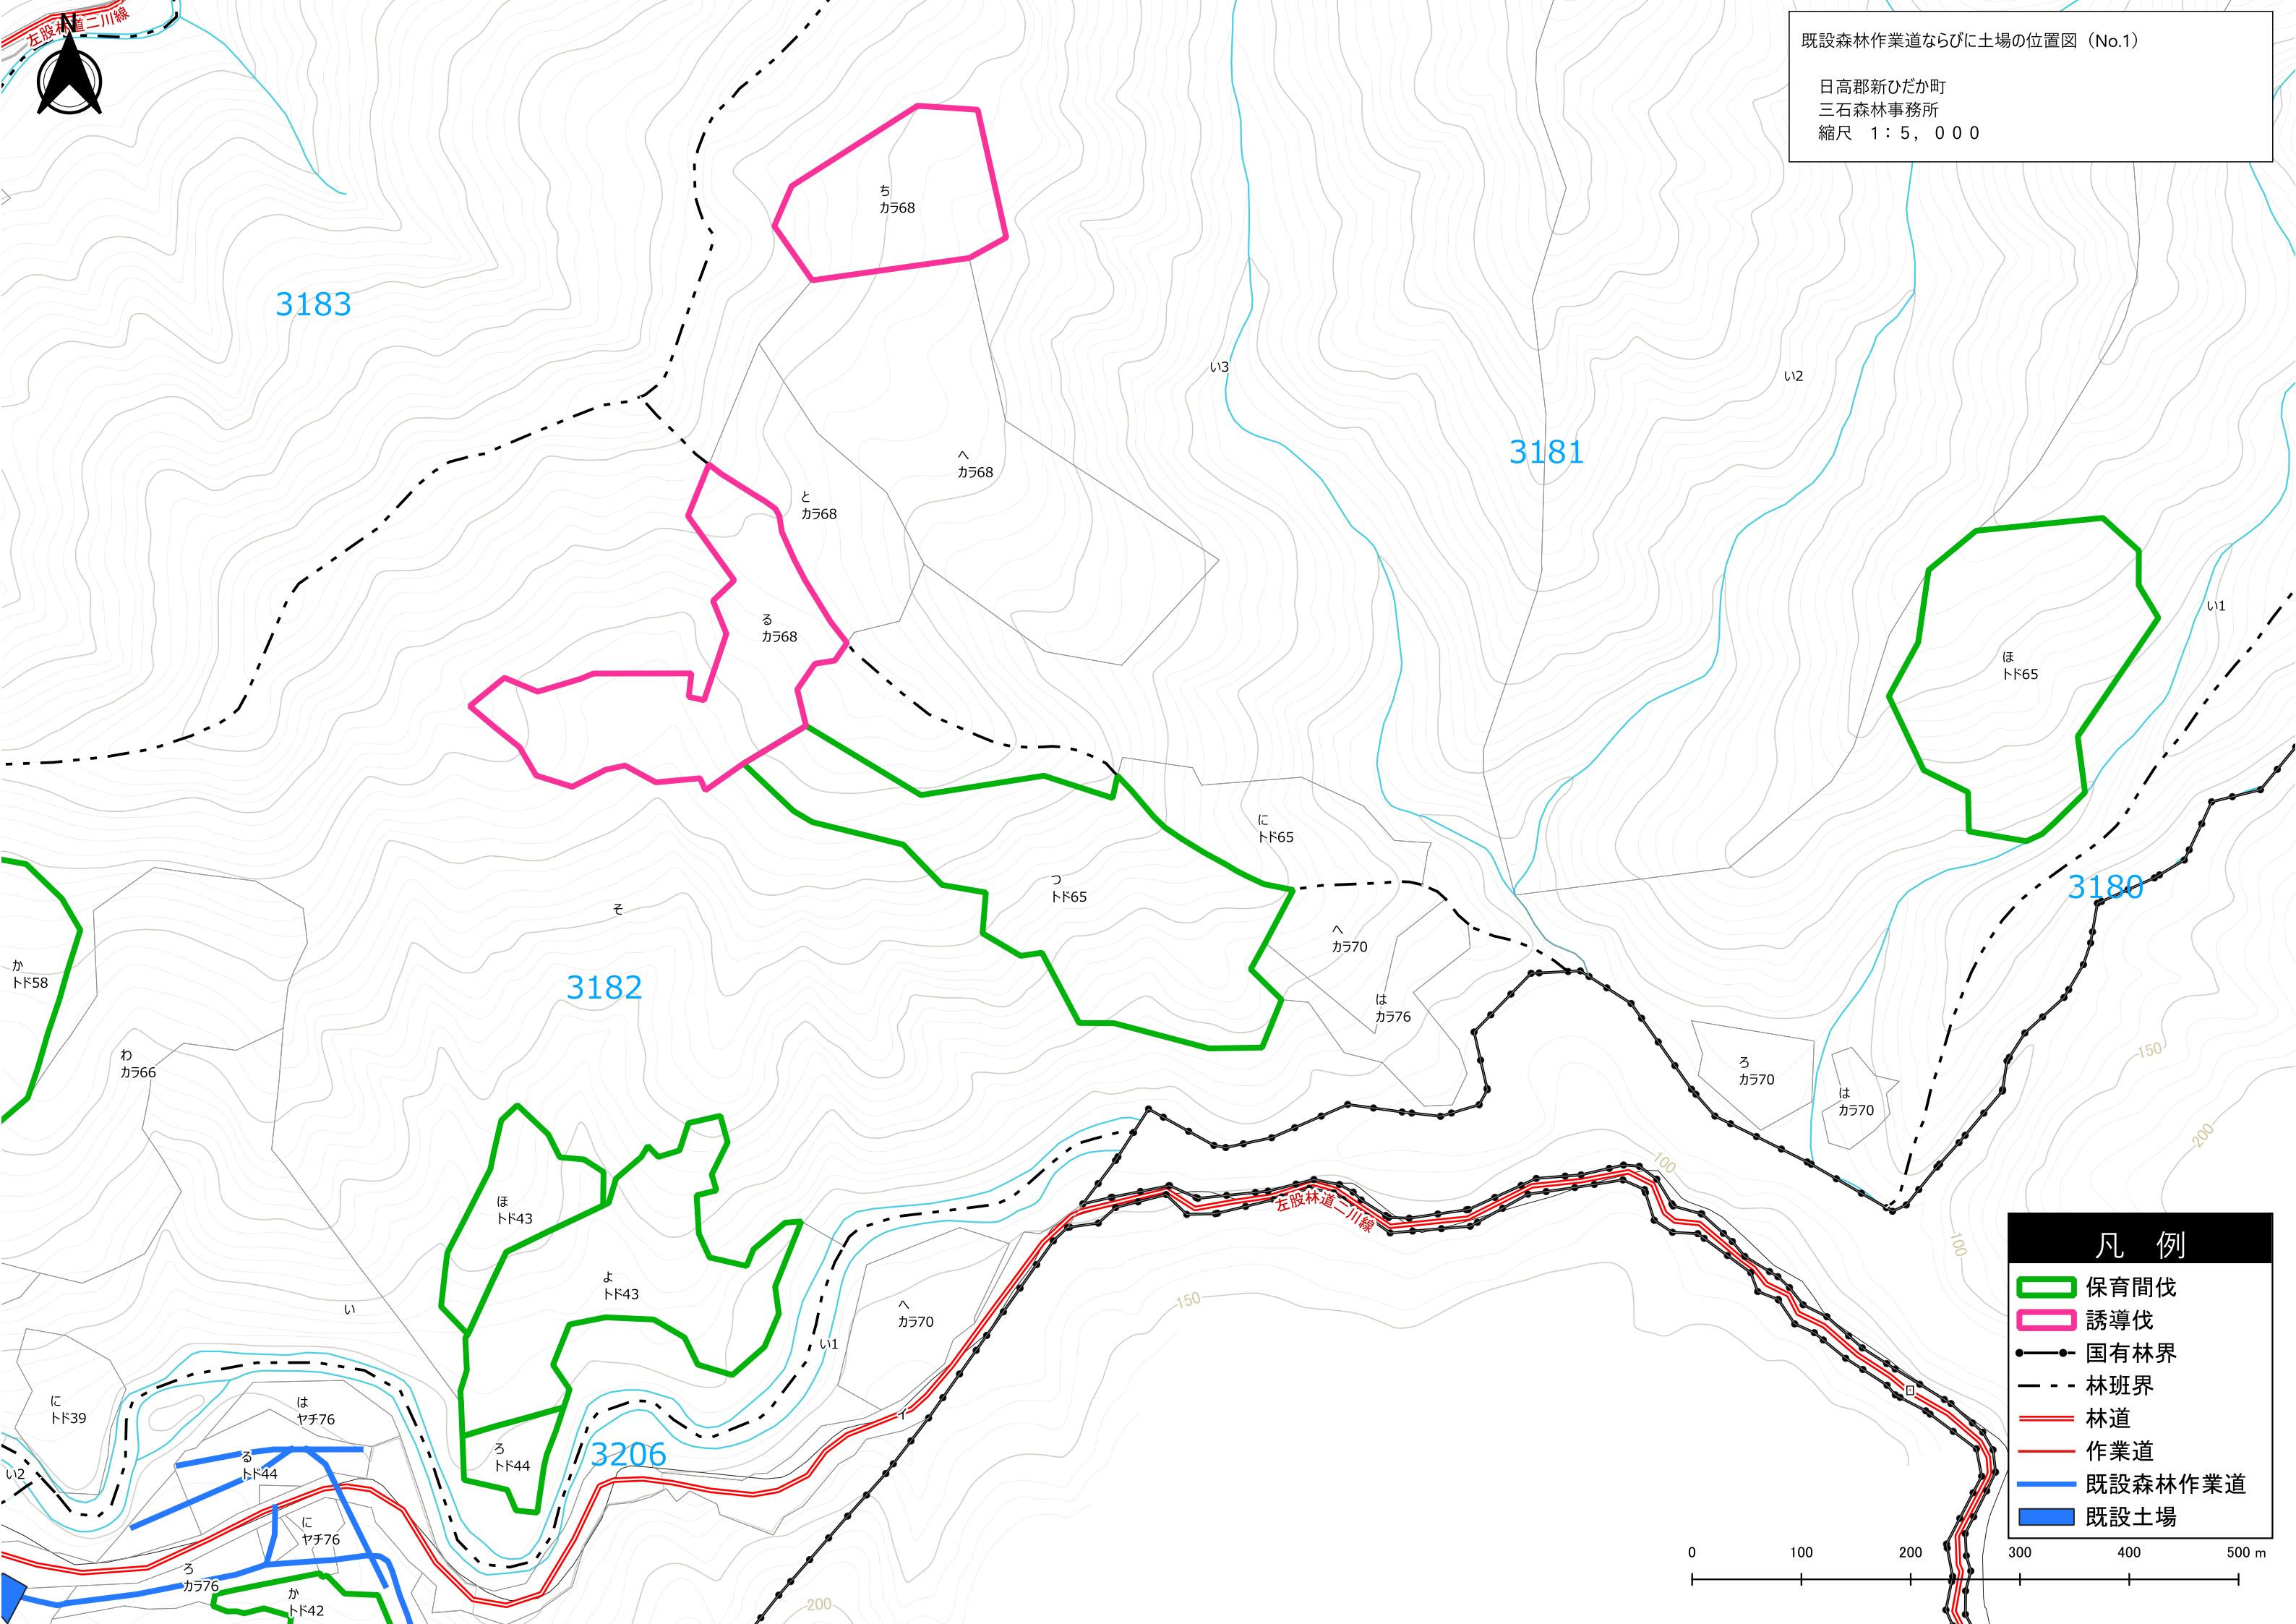 左股林道二川線
N
既設森林作業道ならびに土場の位置図（No.1）
日高郡新ひだか町
三石森林事務所
縮尺　1：5，０００
ち
カラ68
3183
い3
い2
3181
へ
カラ68
と
カラ68
る
カラ68
い1
ほ
トド65
に
トド65
つ
トド65
3180
そ
へ
カラ70
か
トド58
3182
は
カラ76
わ
カラ66
ろ
カラ70
は
カラ70
150
200
100
100
ほ
トド43
左股林道二川線
よ
トド43
150
い
へ
カラ70
い1
に
トド39
は
ヤチ76
イ
ロ
ろ
トド44
3206
る
トド44
い2
に
ヤチ76
ろ
カラ76
か
トド42
200
凡　例
保育間伐
誘導伐
国有林界
林班界
林道
作業道
既設森林作業道
既設土場
0 100 200 300 400 500 m